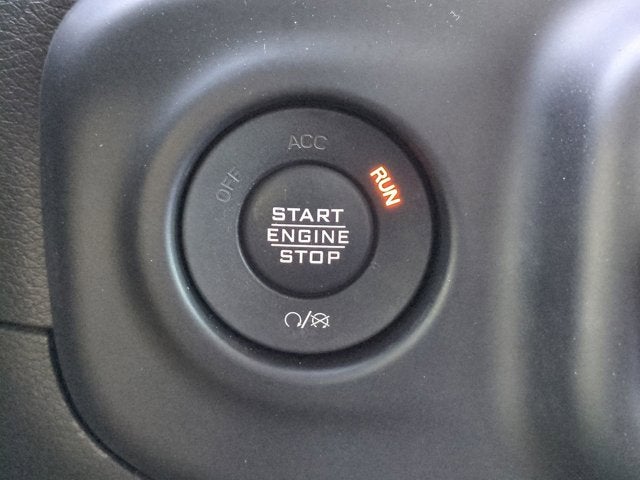 ACC
OFF
RUN
START
ENGINE
STOP